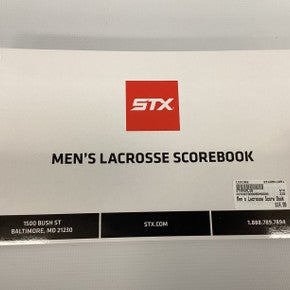 STX
MEN'S LACROSSE SCOREBOOK
Men's Lacrosse Score Book
1500 BUSH ST
BALTIMORE, MD 21230
STX.COM
1.888.789.7894